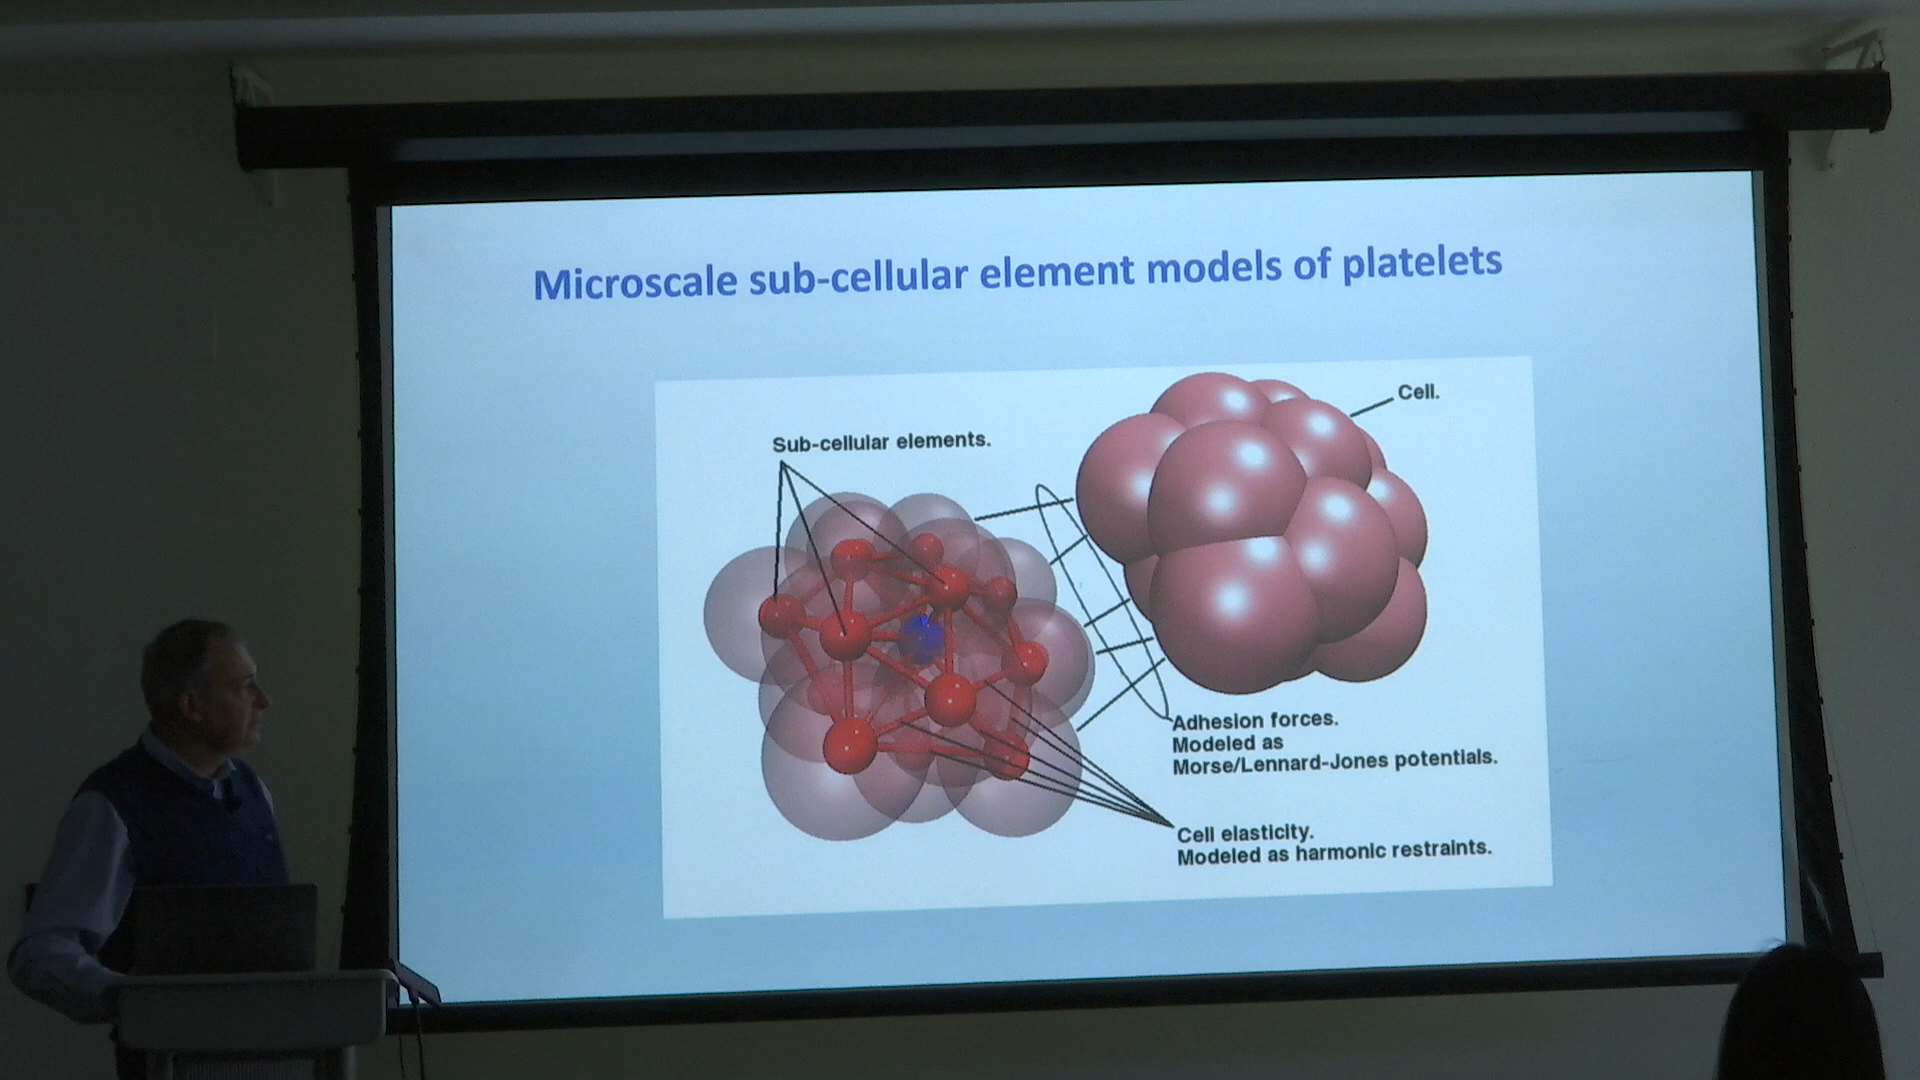 Microscale sub-cellular element models of platelets
Cell.
Sub-cellular elements.
Adhesion forces.
Modeled as
Morse/Lennard-Jones potentials.
Cell elasticity.
Modeled as harmonic restraints.